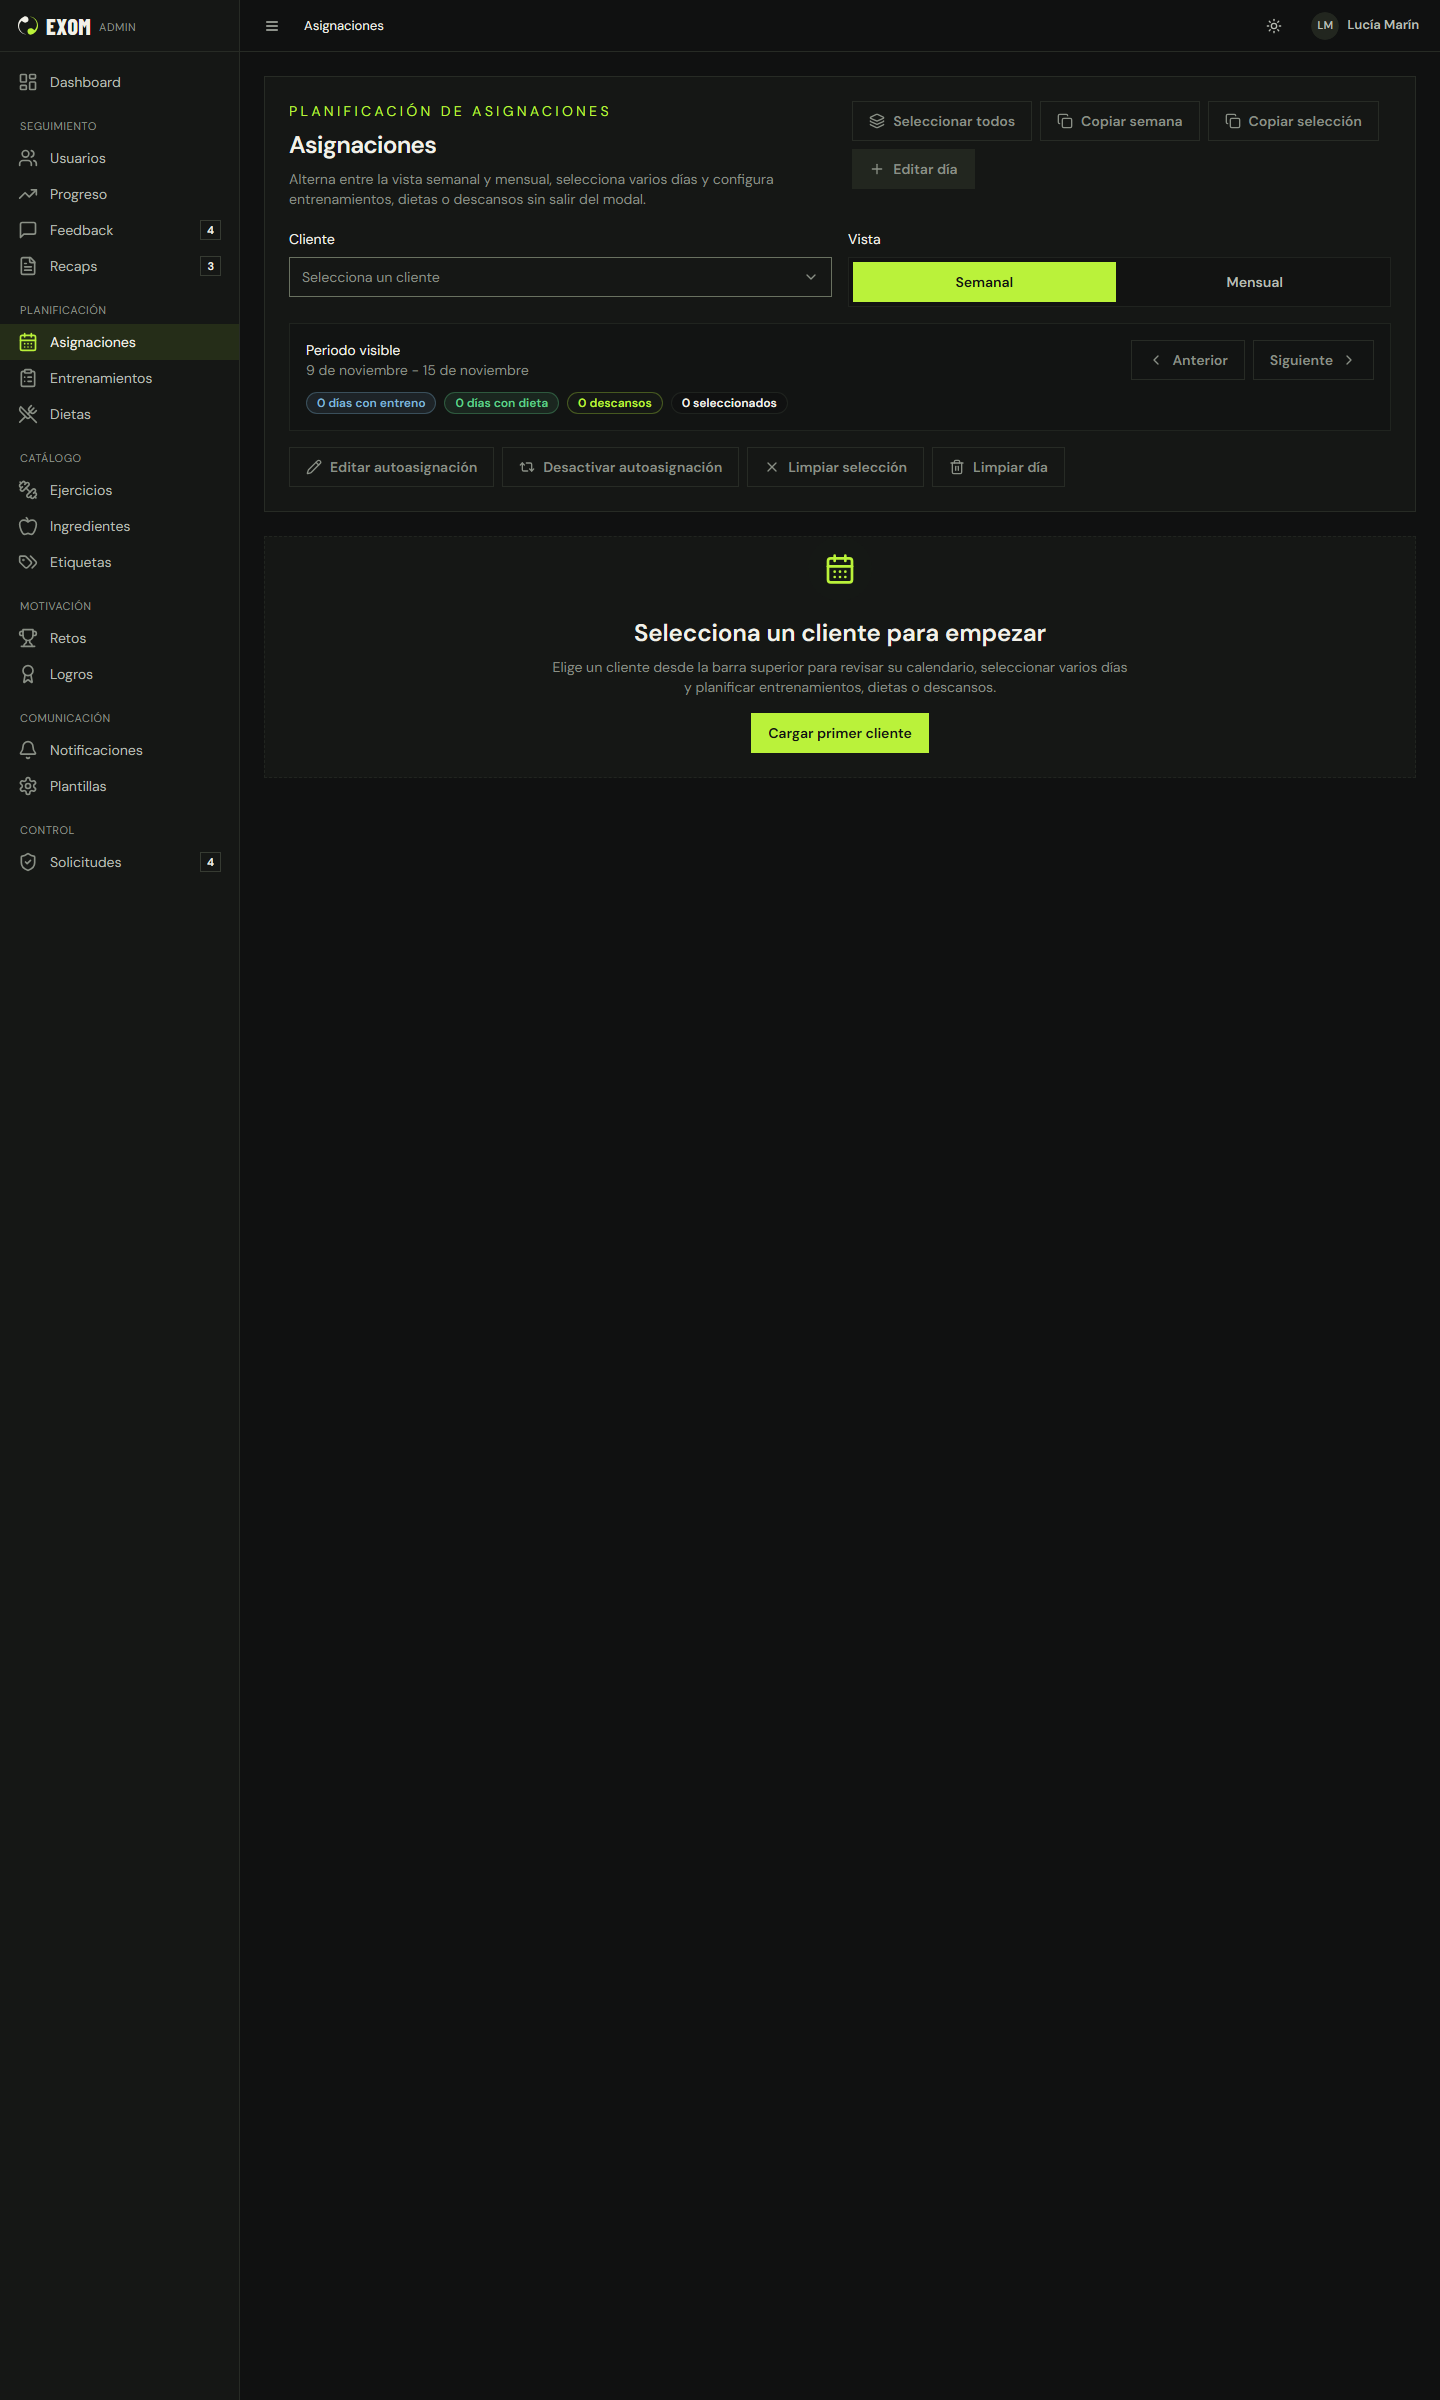 EXOM ADMIN
Dashboard
SEGUIMIENTO
Usuarios
Progreso
Feedback 4
Recaps 3
PLANIFICACIÓN
Asignaciones
Entrenamientos
Dietas
CATÁLOGO
Ejercicios
Ingredientes
Etiquetas
MOTIVACIÓN
Retos
Logros
COMUNICACIÓN
Notificaciones
Plantillas
CONTROL
Solicitudes 4
Asignaciones
LM Lucía Marín
PLANIFICACIÓN DE ASIGNACIONES
Asignaciones
Alterna entre la vista semanal y mensual, selecciona varios días y configura
entrenamientos, dietas o descansos sin salir del modal.
Seleccionar todos Copiar semana Copiar selección
Editar día
Cliente
Selecciona un cliente
Vista
Semanal Mensual
Periodo visible
9 de noviembre - 15 de noviembre
0 días con entreno 0 días con dieta 0 descansos 0 seleccionados
Anterior Siguiente
Editar autoasignación Desactivar autoasignación Limpiar selección Limpiar día
Selecciona un cliente para empezar
Elige un cliente desde la barra superior para revisar su calendario, seleccionar varios días
y planificar entrenamientos, dietas o descansos.
Cargar primer cliente